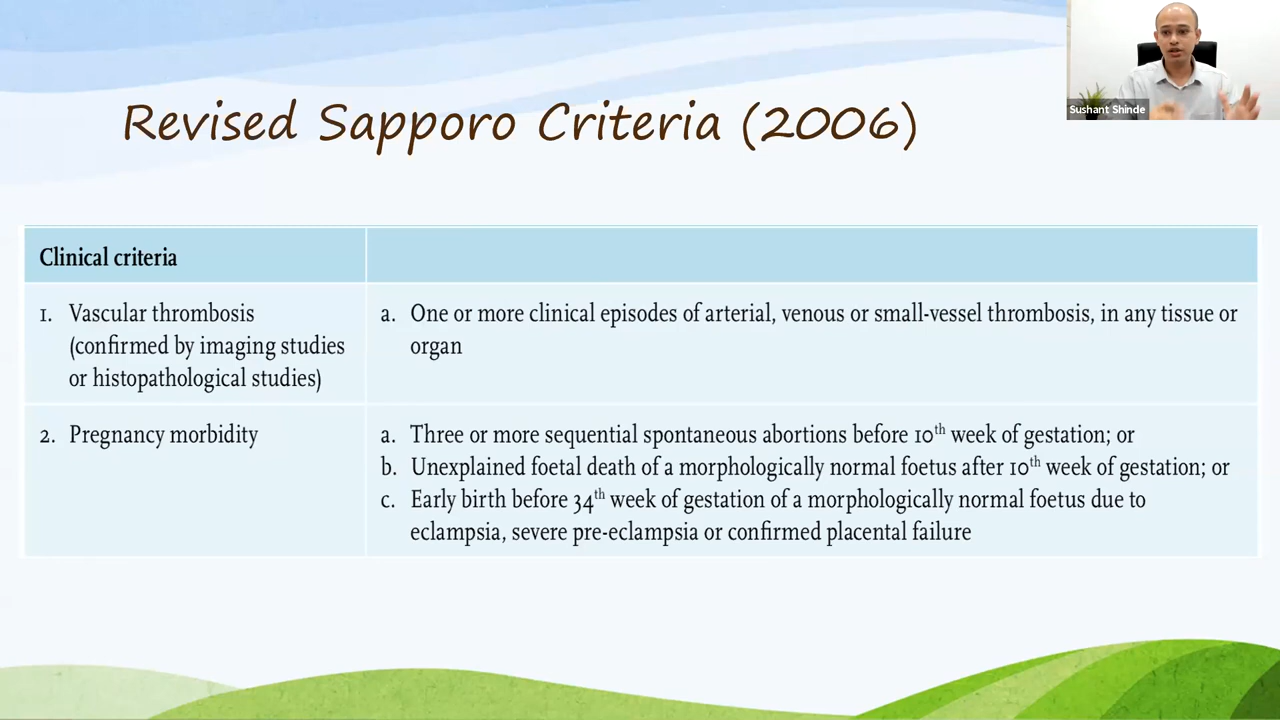 Sushant Shinde
Revised Sapporo Criteria (2006)
Clinical criteria
1. Vascular thrombosis
(confirmed by imaging studies
or histopathological studies)
a. One or more clinical episodes of arterial, venous or small-vessel thrombosis, in any tissue or
organ
2. Pregnancy morbidity
a. Three or more sequential spontaneous abortions before 10th week of gestation; or
b. Unexplained foetal death of a morphologically normal foetus after 10th week of gestation; or
c. Early birth before 34th week of gestation of a morphologically normal foetus due to
eclampsia, severe pre-eclampsia or confirmed placental failure